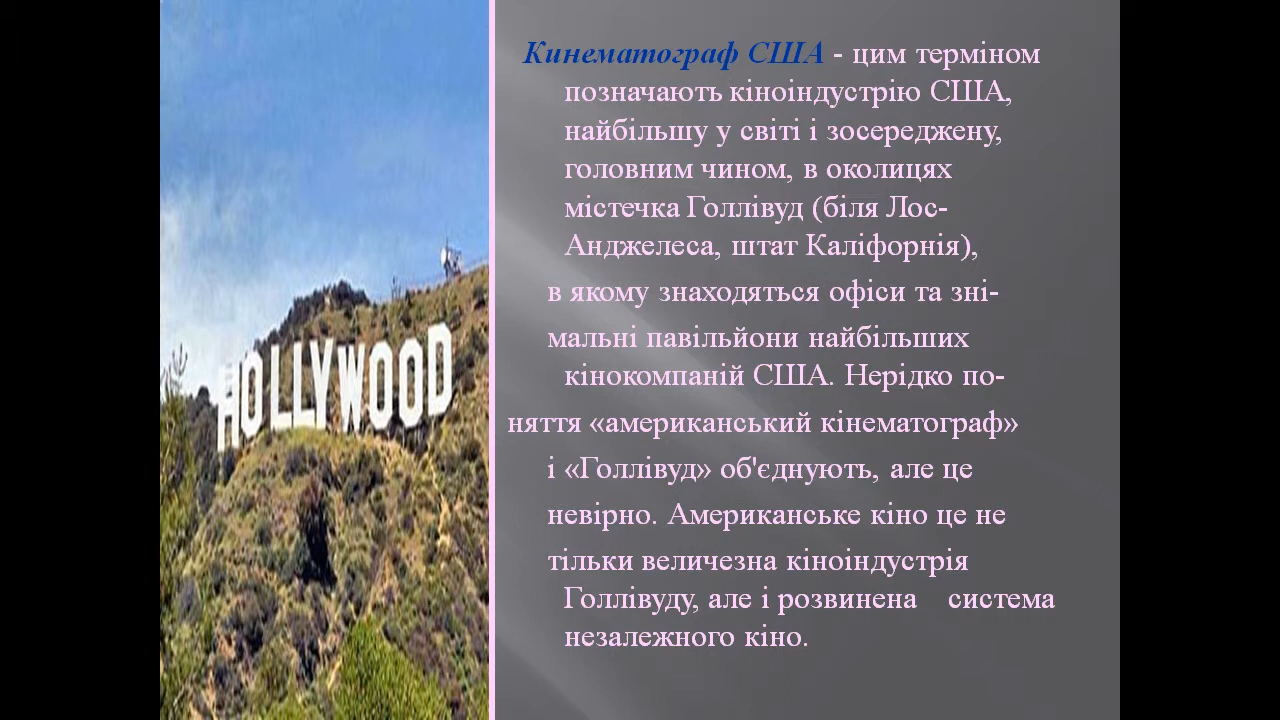 HOLLYWOOD
Кинематограф США - цим терміном
позначають кіноіндустрію США,
найбільшу у світі і зосереджену,
головним чином, в околицях
містечка Голлівуд (біля Лос-
Анджелеса, штат Каліфорнія),
в якому знаходяться офіси та зні-
мальні павільйони найбільших
кінокомпаній США. Нерідко по-
няття «американський кінематограф»
і «Голлівуд» об'єднують, але це
невірно. Американське кіно це не
тільки величезна кіноіндустрія
Голлівуду, але і розвинена система
незалежного кіно.